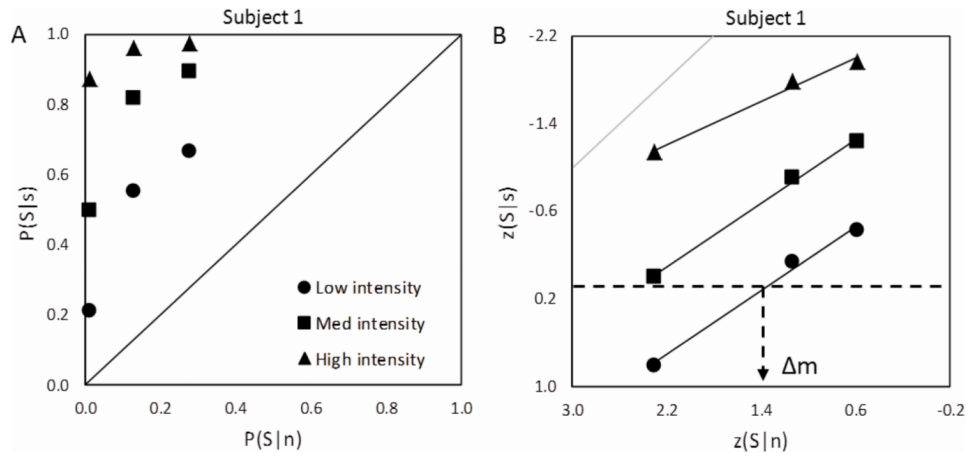 A
Subject 1
1.0
0.8
0.6
0.4
0.2
0.0
P(S|s)
Low intensity
Med intensity
High intensity
0.0 0.2 0.4 0.6 0.8 1.0
P(S|n)
B
Subject 1
-2.2
-1.4
-0.6
0.2
1.0
z(S|s)
Δm
3.0 2.2 1.4 0.6 -0.2
z(S|n)